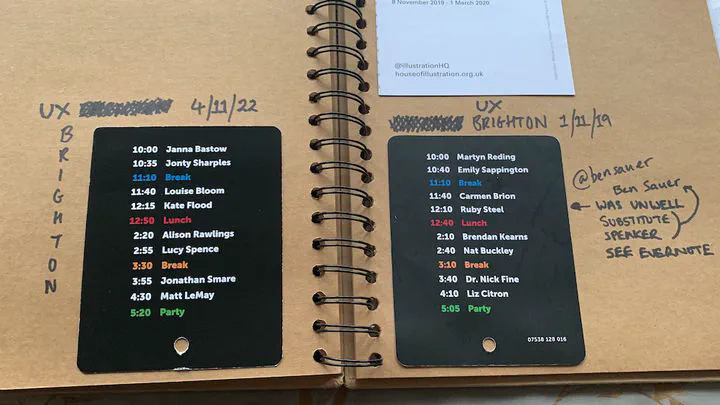 8 November 2019 - 1 March 2020
@illustrationHQ
houseofillustration.org.uk
UX 4/11/22
BRIGHTON
10:00 Janna Bastow
10:35 Jonty Sharples
11:10 Break
11:40 Louise Bloom
12:15 Kate Flood
12:50 Lunch
2:20 Alison Rawlings
2:55 Lucy Spence
3:30 Break
3:55 Jonathan Smare
4:30 Matt LeMay
5:20 Party
UX
BRIGHTON 1/11/19
10:00 Martyn Reding
10:40 Emily Sappington
11:10 Break
11:40 Carmen Brion
12:10 Ruby Steel
12:40 Lunch
2:10 Brendan Kearns
2:40 Nat Buckley
3:10 Break
3:40 Dr. Nick Fine
4:10 Liz Citron
5:05 Party
07538 128 016
@bensauer
Ben Sauer
← WAS UNWELL
SUBSTITUTE
SPEAKER
SEE EVERNOTE